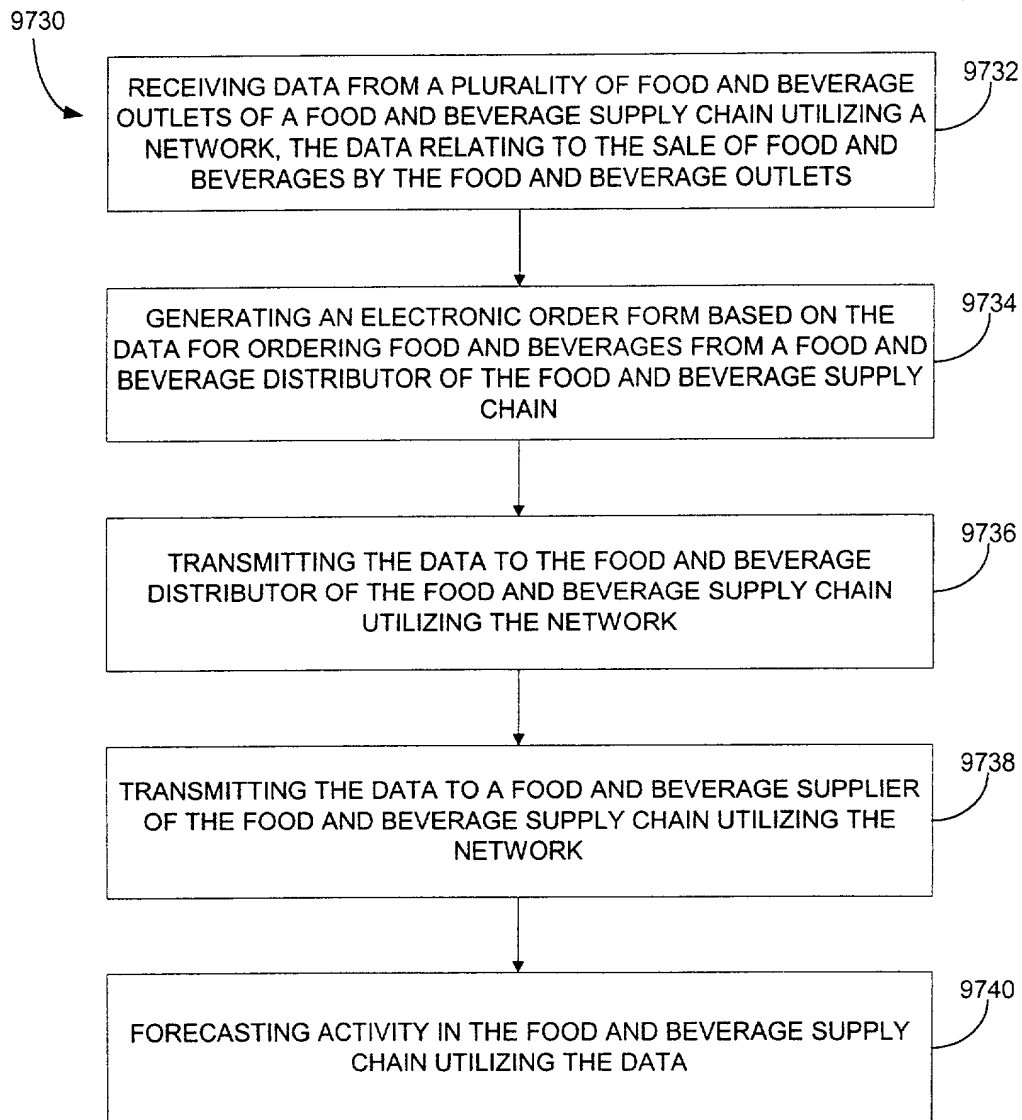 9730
RECEIVING DATA FROM A PLURALITY OF FOOD AND BEVERAGE
OUTLETS OF A FOOD AND BEVERAGE SUPPLY CHAIN UTILIZING A
NETWORK, THE DATA RELATING TO THE SALE OF FOOD AND
BEVERAGES BY THE FOOD AND BEVERAGE OUTLETS
9732
GENERATING AN ELECTRONIC ORDER FORM BASED ON THE
DATA FOR ORDERING FOOD AND BEVERAGES FROM A FOOD AND
BEVERAGE DISTRIBUTOR OF THE FOOD AND BEVERAGE SUPPLY
CHAIN
9734
TRANSMITTING THE DATA TO THE FOOD AND BEVERAGE
DISTRIBUTOR OF THE FOOD AND BEVERAGE SUPPLY CHAIN
UTILIZING THE NETWORK
9736
TRANSMITTING THE DATA TO A FOOD AND BEVERAGE SUPPLIER
OF THE FOOD AND BEVERAGE SUPPLY CHAIN UTILIZING THE
NETWORK
9738
FORECASTING ACTIVITY IN THE FOOD AND BEVERAGE SUPPLY
CHAIN UTILIZING THE DATA
9740